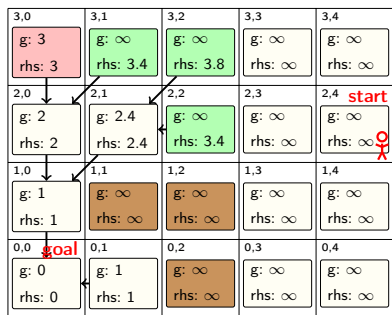 3,0 3,1 3,2 3,3 3,4
g: 3 g: ∞ g: ∞ g: ∞ g: ∞
rhs: 3 rhs: 3.4 rhs: 3.8 rhs: ∞ rhs: ∞
2,0 2,1 2,2 2,3 2,4
start
g: 2 g: 2.4 g: ∞ g: ∞ g: ∞
rhs: 2 rhs: 2.4 rhs: 3.4 rhs: ∞ rhs: ∞
1,0 1,1 1,2 1,3 1,4
g: 1 g: ∞ g: ∞ g: ∞ g: ∞
rhs: 1 rhs: ∞ rhs: ∞ rhs: ∞ rhs: ∞
0,0 0,1 0,2 0,3 0,4
goal
g: 0 g: 1 g: ∞ g: ∞ g: ∞
rhs: 0 rhs: 1 rhs: ∞ rhs: ∞ rhs: ∞